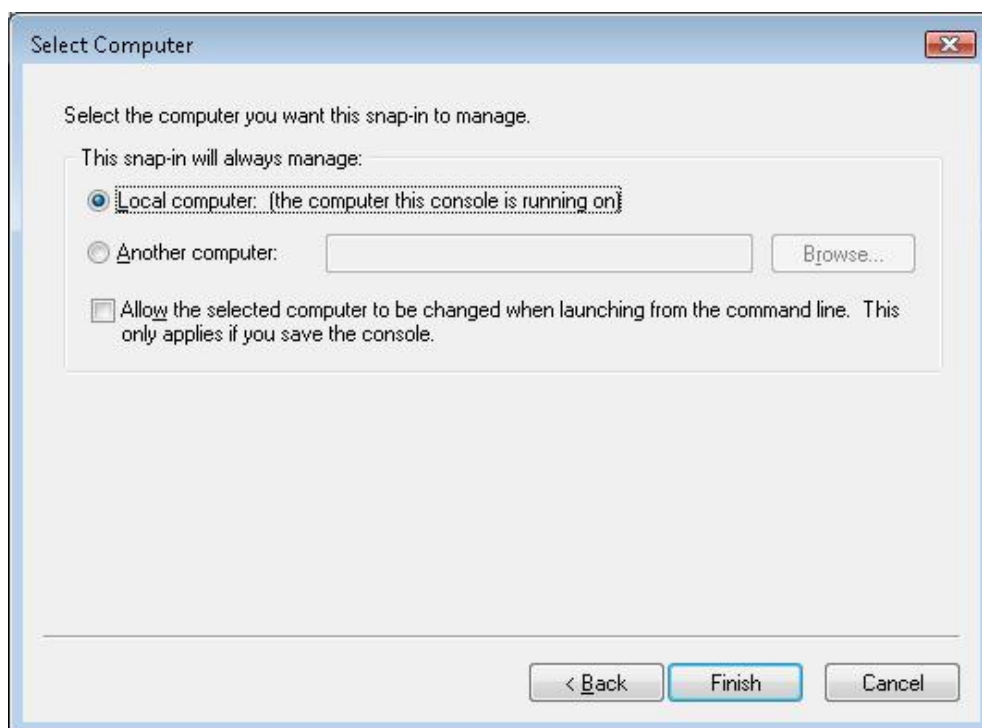 Select Computer
Select the computer you want this snap-in to manage.
This snap-in will always manage:
Local computer:  (the computer this console is running on)
Another computer:
Browse...
Allow the selected computer to be changed when launching from the command line.  This
only applies if you save the console.
< Back
Finish
Cancel